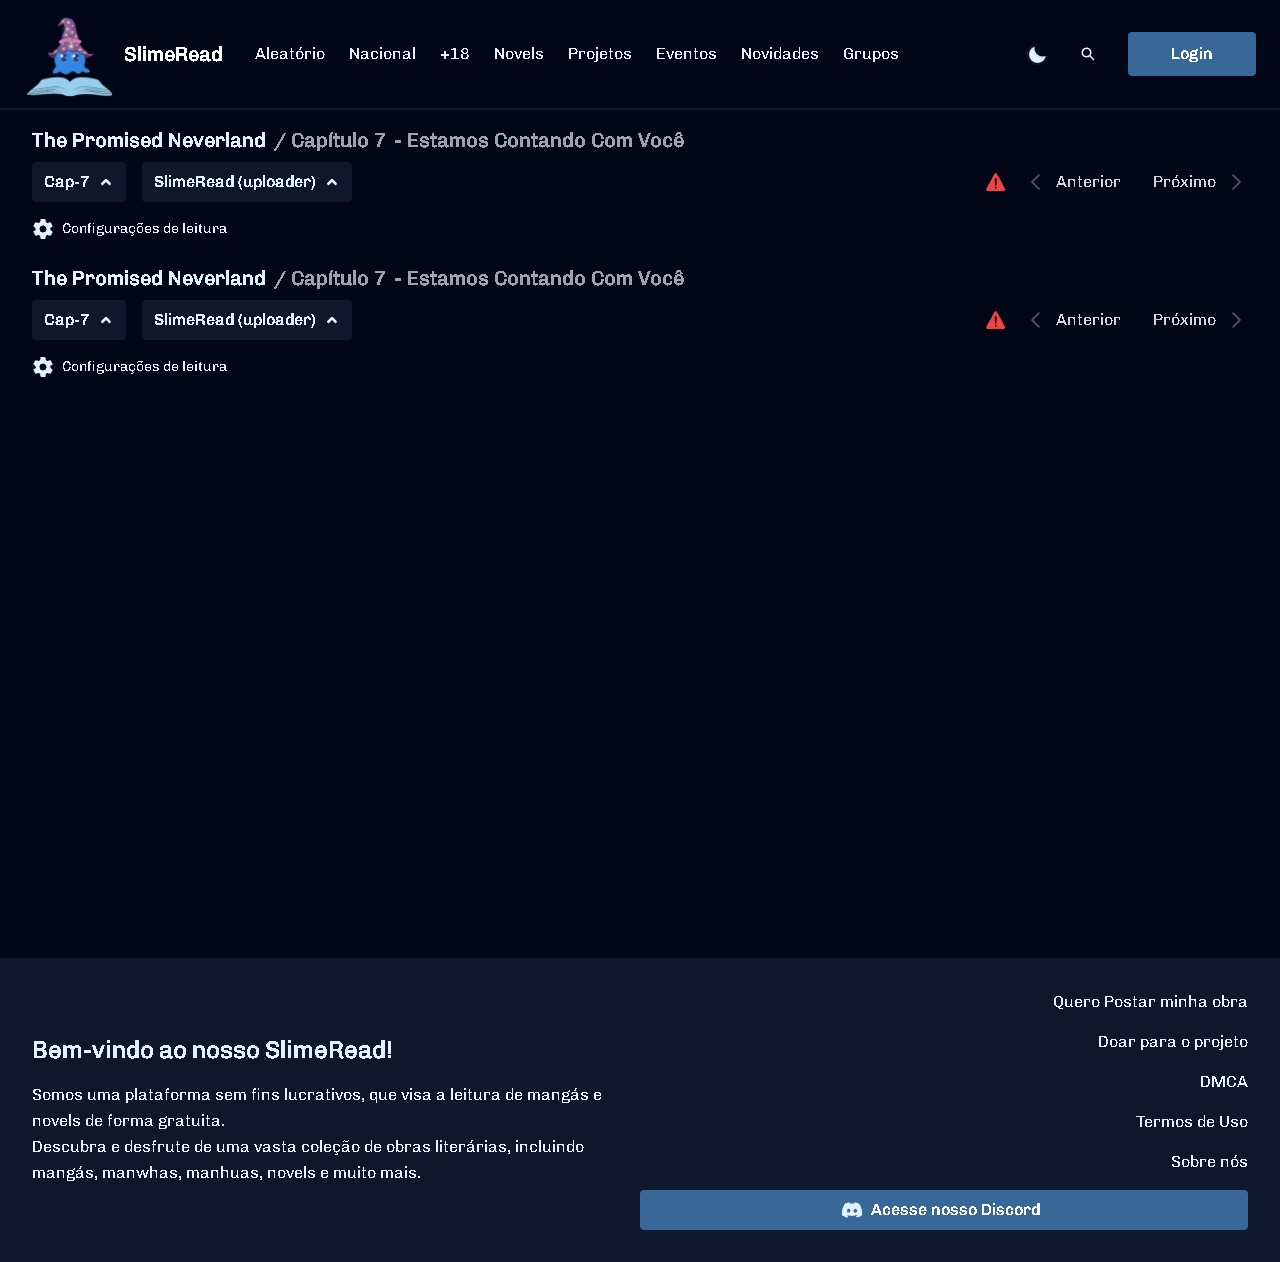 SlimeRead Aleatório Nacional +18 Novels Projetos Eventos Novidades Grupos Login
The Promised Neverland / Capítulo 7 - Estamos Contando Com Você
Cap-7 SlimeRead (uploader) Anterior Próximo
Configurações de leitura
The Promised Neverland / Capítulo 7 - Estamos Contando Com Você
Cap-7 SlimeRead (uploader) Anterior Próximo
Configurações de leitura
Bem-vindo ao nosso SlimeRead!
Somos uma plataforma sem fins lucrativos, que visa a leitura de mangás e
novels de forma gratuita.
Descubra e desfrute de uma vasta coleção de obras literárias, incluindo
mangás, manwhas, manhuas, novels e muito mais.
Quero Postar minha obra
Doar para o projeto
DMCA
Termos de Uso
Sobre nós
Acesse nosso Discord